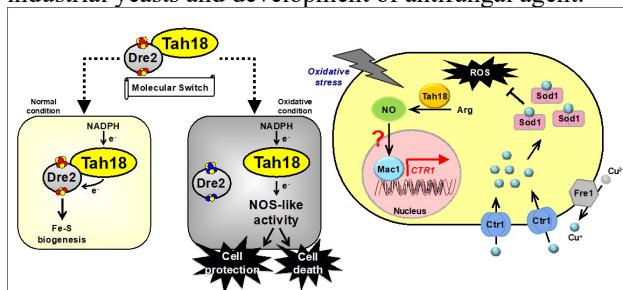 industrial yeasts and development of antifungal agent.
Dre2
Tah18
Molecular Switch
Normal
condition
NADPH
e⁻
Dre2
Tah18
e⁻
Fe-S
biogenesis
Oxidative
condition
NADPH
e⁻
Dre2
Tah18
e⁻
NOS-like
activity
Cell
protection
Cell
death
Oxidative
stress
ROS
NO
Tah18
Arg
?
Mac1
CTR1
Nucleus
Sod1
Sod1
Sod1
Fre1
Cu²
Ctr1
Ctr1
Cu⁺